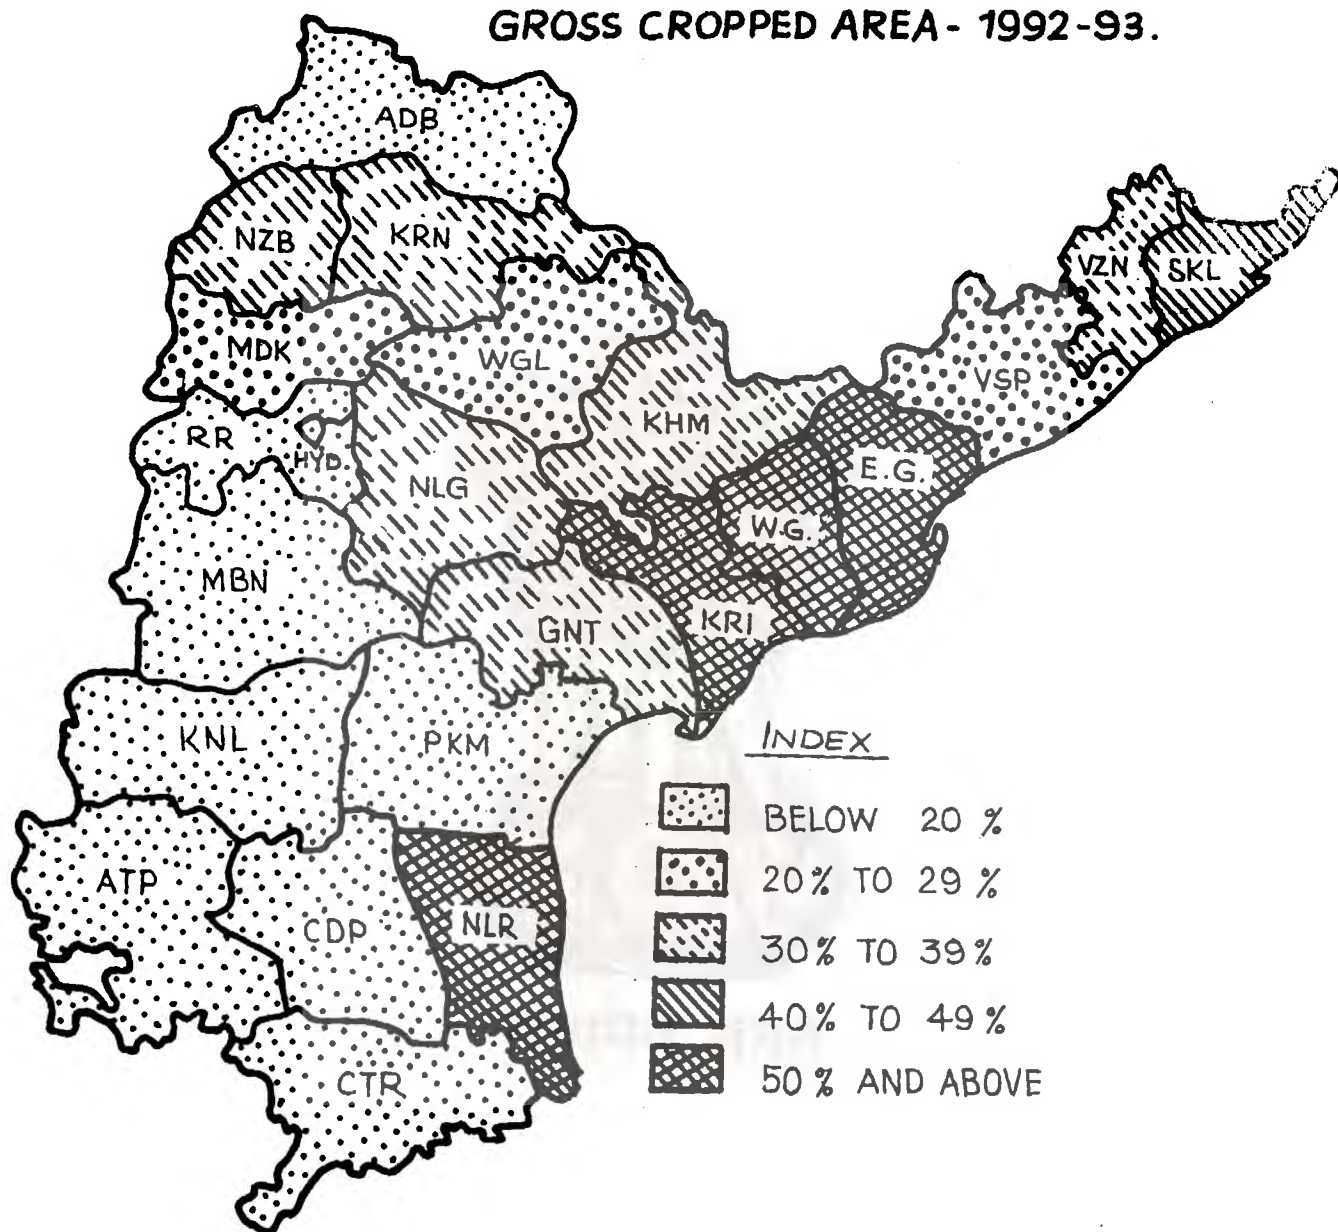 GROSS CROPPED AREA - 1992-93.
ADB
NZB
KRN
MDK
WGL
VZN
SKL
VSP
RR
HYD.
KHM
NLG
E.G.
W.G.
MBN
GNT
KRI
KNL
PKM
ATP
CDP
NLR
CTR
INDEX
BELOW 20 %
20% TO 29 %
30% TO 39%
40% TO 49%
50% AND ABOVE